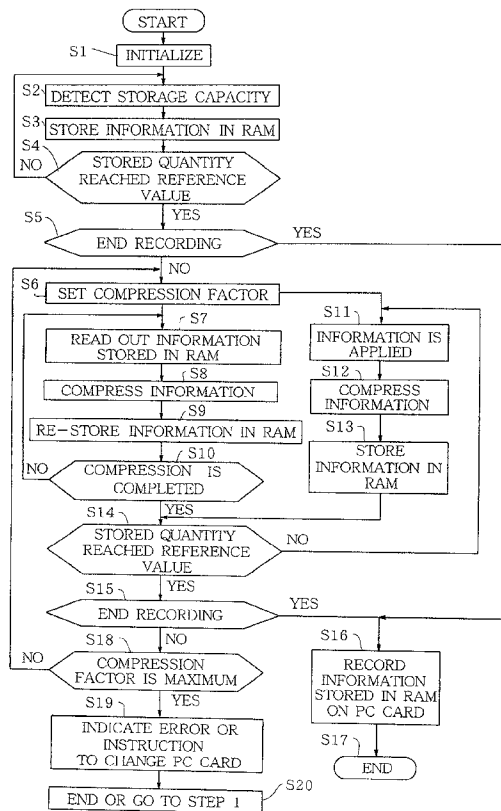 START
S1
INITIALIZE
S2
DETECT STORAGE CAPACITY
S3
STORE INFORMATION IN RAM
S4
STORED QUANTITY
REACHED REFERENCE
VALUE
NO
YES
S5
END RECORDING
YES
NO
S6
SET COMPRESSION FACTOR
S7
READ OUT INFORMATION
STORED IN RAM
S8
COMPRESS INFORMATION
S9
RE-STORE INFORMATION IN RAM
S10
COMPRESSION IS
COMPLETED
NO
YES
S11
INFORMATION IS
APPLIED
S12
COMPRESS
INFORMATION
S13
STORE
INFORMATION IN
RAM
S14
STORED QUANTITY
REACHED REFERENCE
VALUE
NO
YES
S15
END RECORDING
YES
NO
S16
RECORD
INFORMATION
STORED IN RAM
ON PC CARD
S17
END
S18
COMPRESSION
FACTOR IS MAXIMUM
NO
YES
S19
INDICATE ERROR OR
INSTRUCTION
TO CHANGE PC CARD
S20
END OR GO TO STEP 1